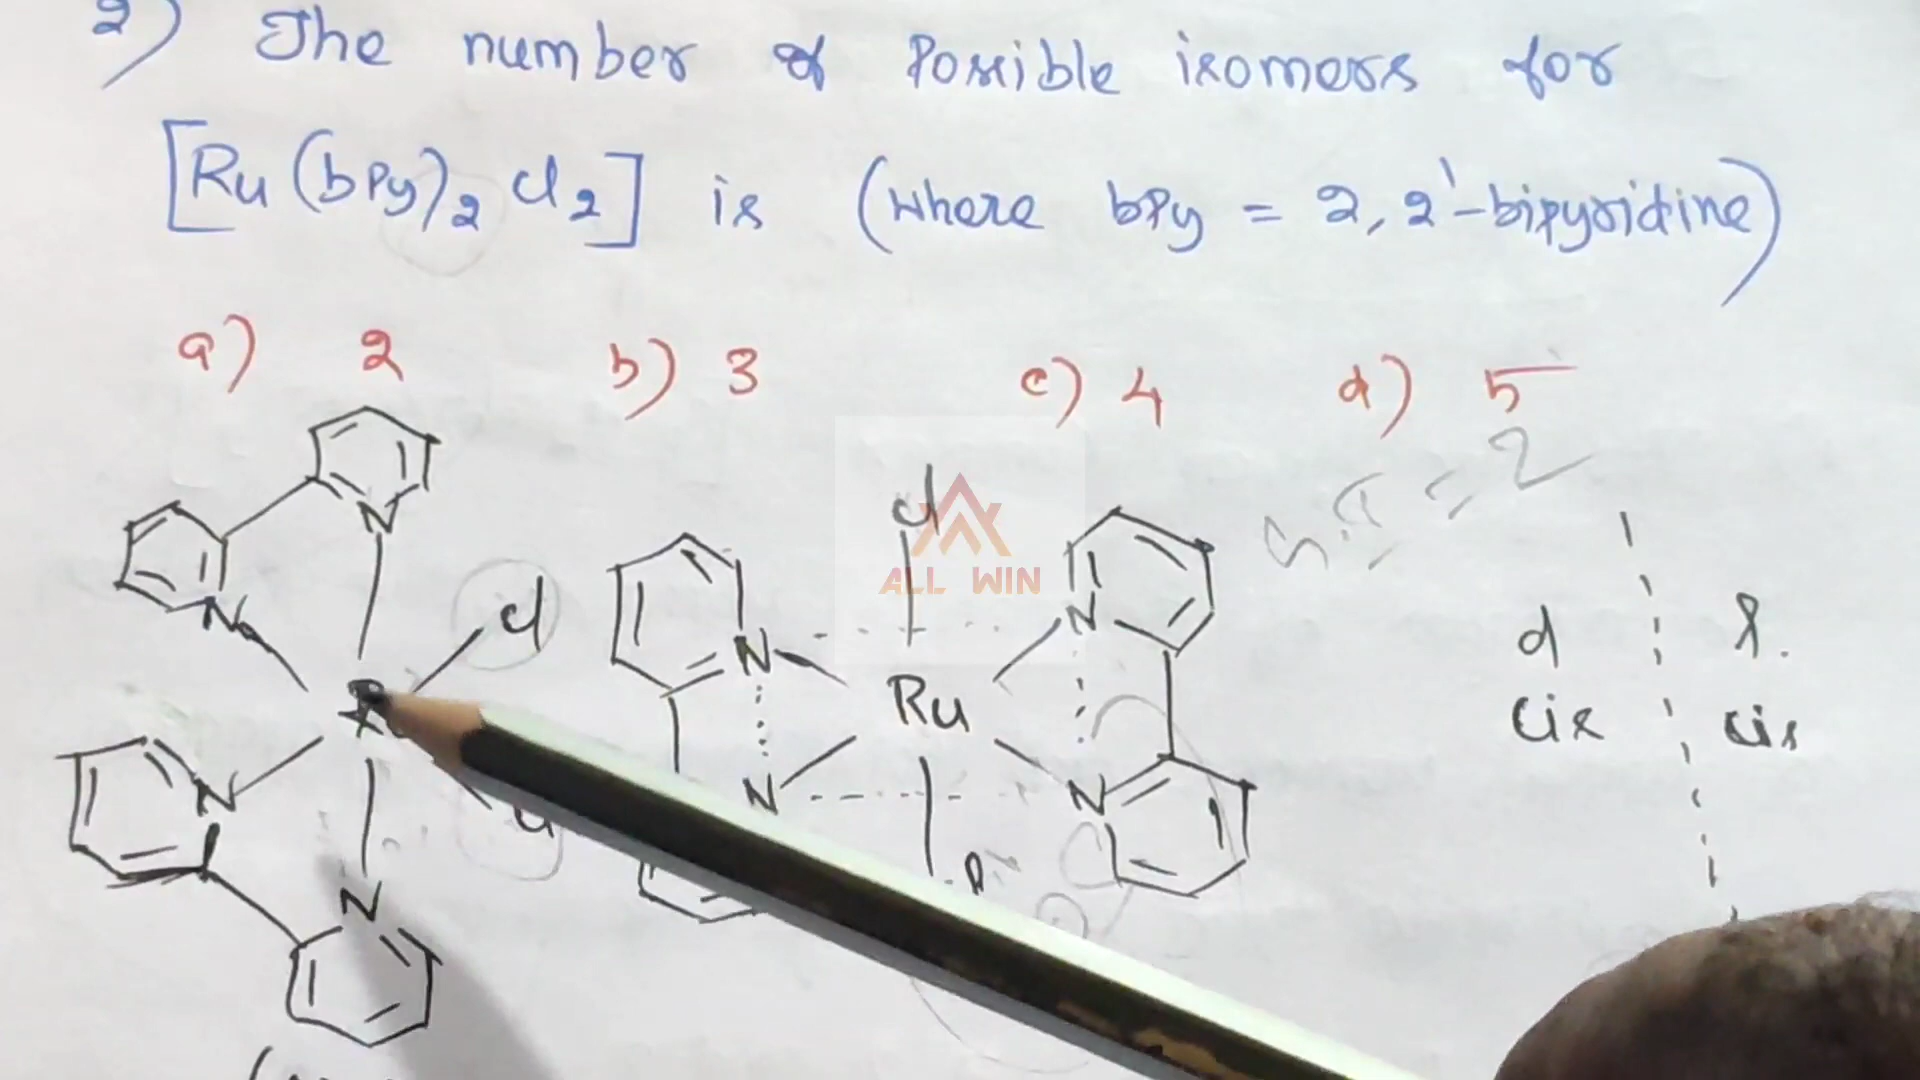 2) The number of Possible isomers for
[Ru(bpy)2Cl2] is (where bpy = 2,2'-bipyridine)
a) 2 b) 3 c) 4 d) 5
G.I = 2
Cl
N
N
Cl
ALL WIN
N
N
Ru
N
N
N
N
Cl
d l.
cis cis